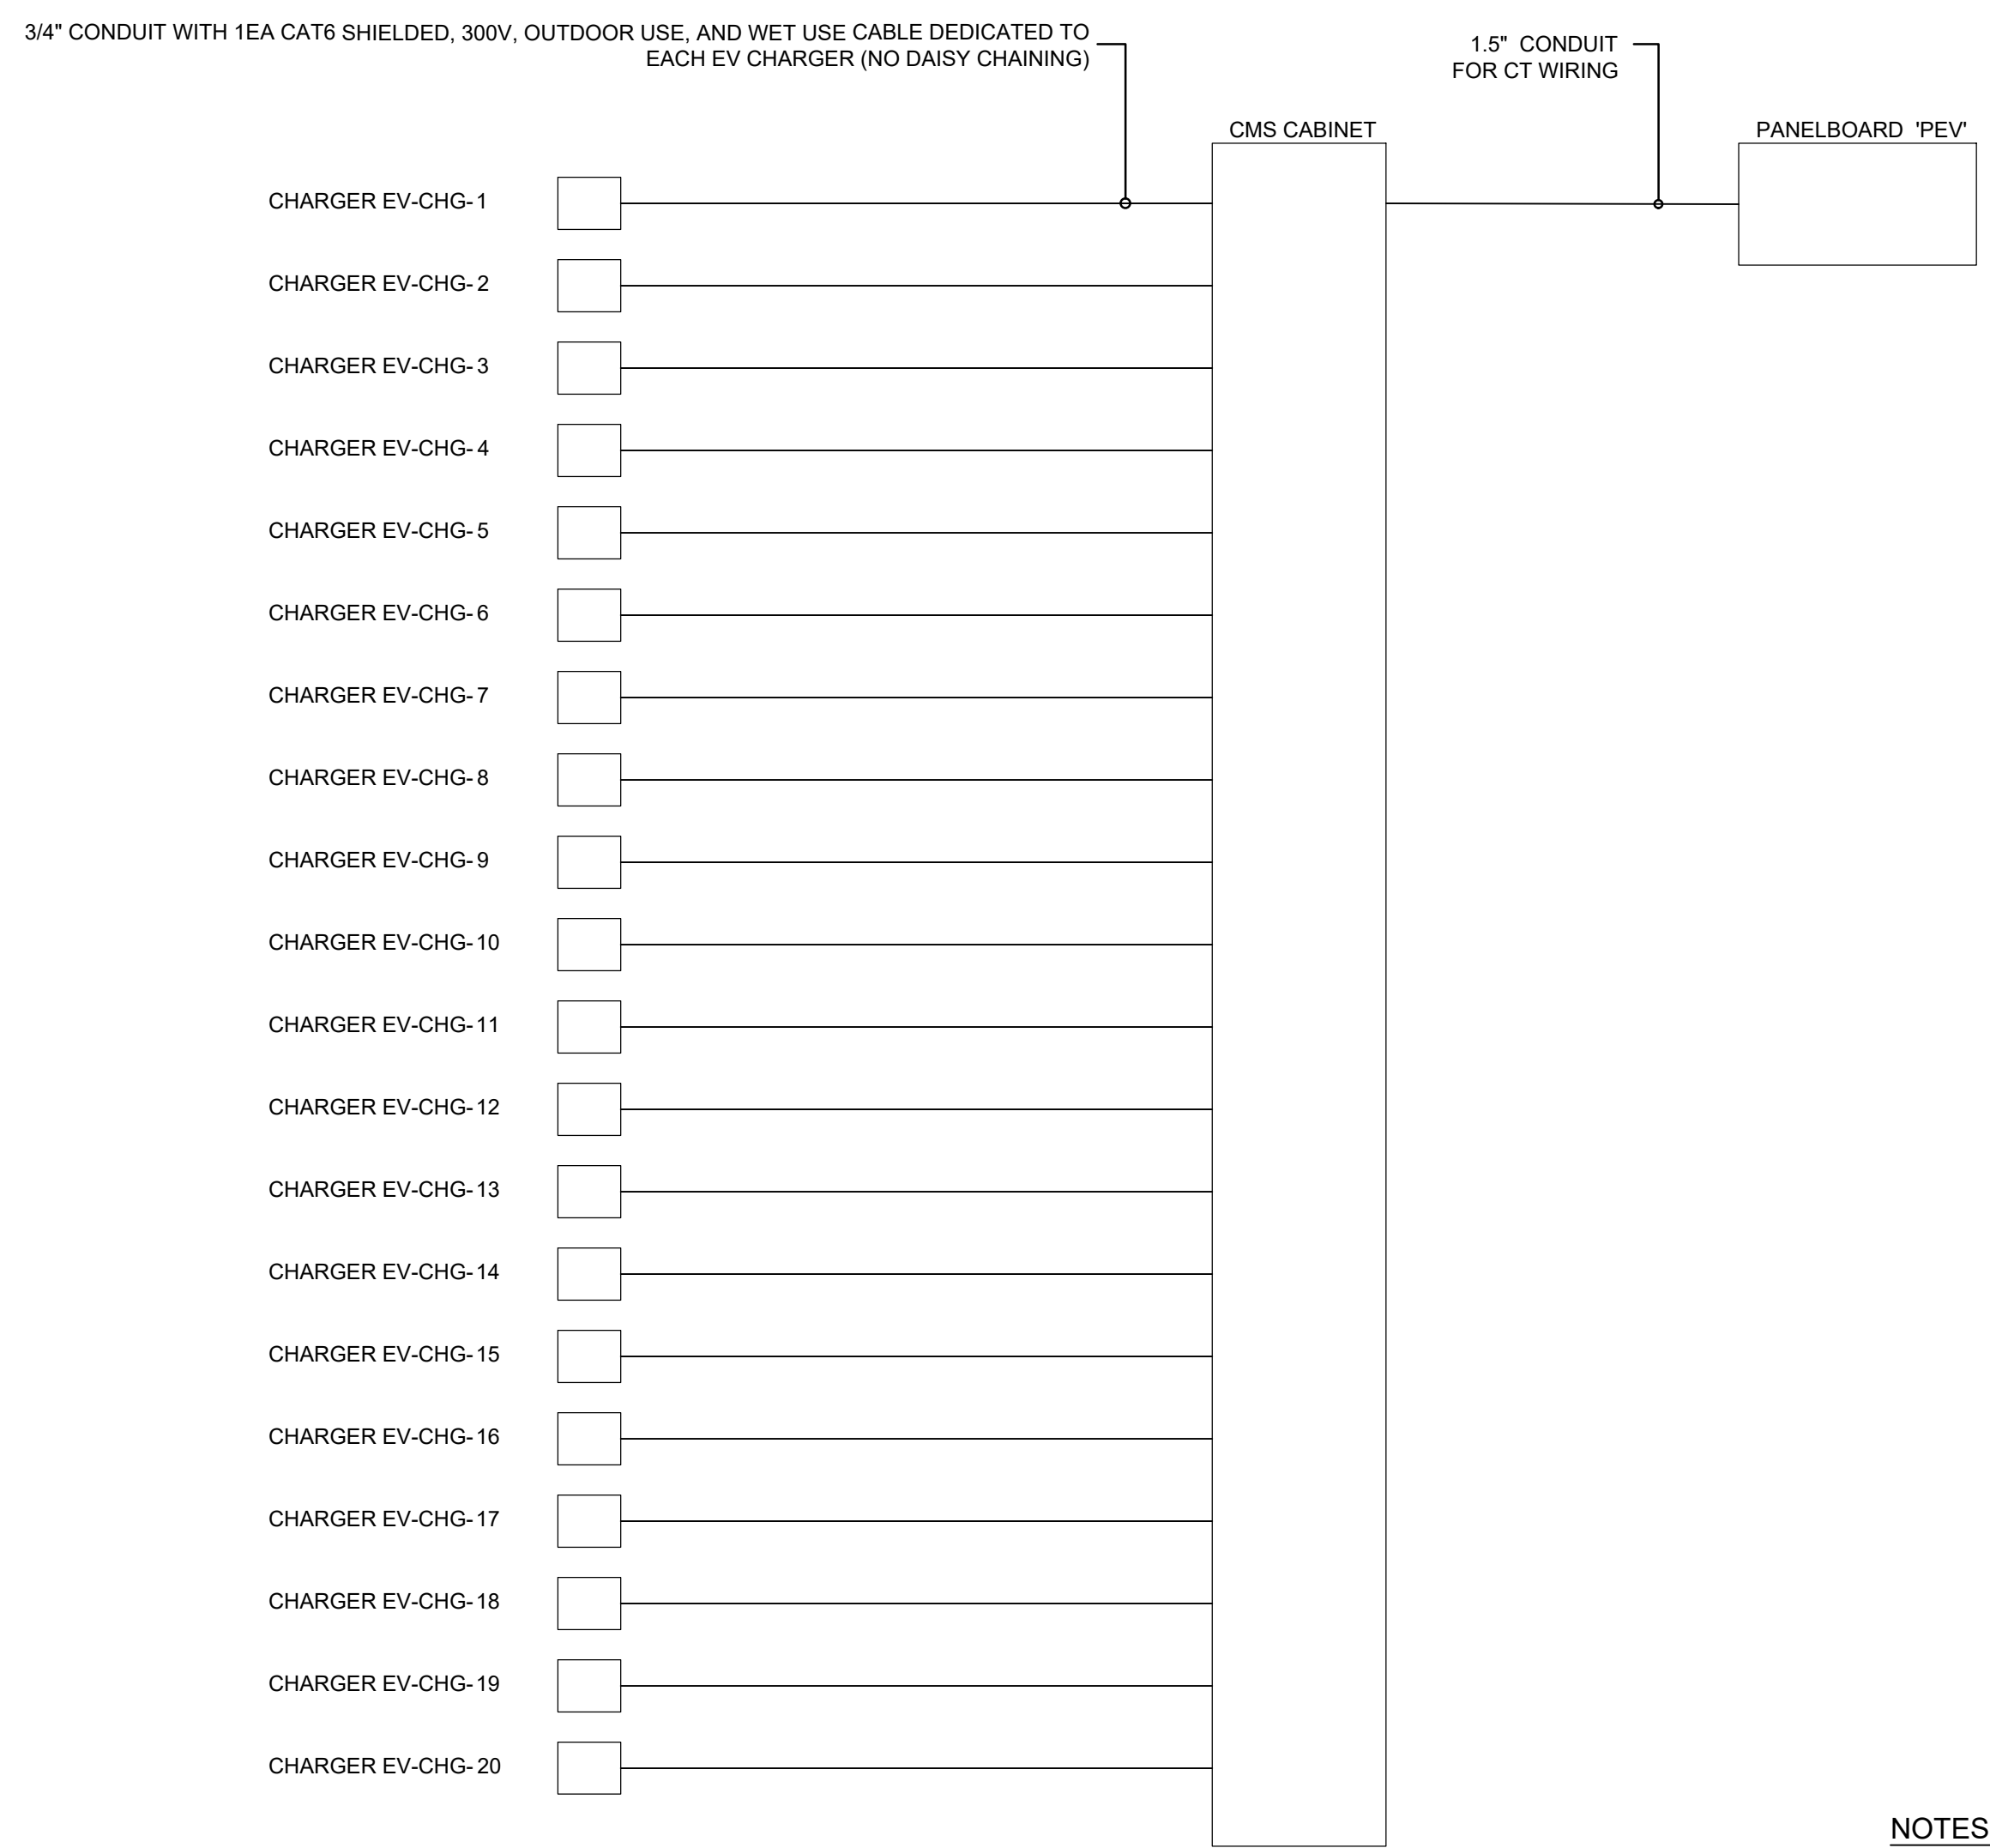 3/4" CONDUIT WITH 1EA CAT6 SHIELDED, 300V, OUTDOOR USE, AND WET USE CABLE DEDICATED TO
EACH EV CHARGER (NO DAISY CHAINING)
1.5" CONDUIT
FOR CT WIRING
CMS CABINET
PANELBOARD 'PEV'
CHARGER EV-CHG-1
CHARGER EV-CHG-2
CHARGER EV-CHG-3
CHARGER EV-CHG-4
CHARGER EV-CHG-5
CHARGER EV-CHG-6
CHARGER EV-CHG-7
CHARGER EV-CHG-8
CHARGER EV-CHG-9
CHARGER EV-CHG-10
CHARGER EV-CHG-11
CHARGER EV-CHG-12
CHARGER EV-CHG-13
CHARGER EV-CHG-14
CHARGER EV-CHG-15
CHARGER EV-CHG-16
CHARGER EV-CHG-17
CHARGER EV-CHG-18
CHARGER EV-CHG-19
CHARGER EV-CHG-20
NOTES